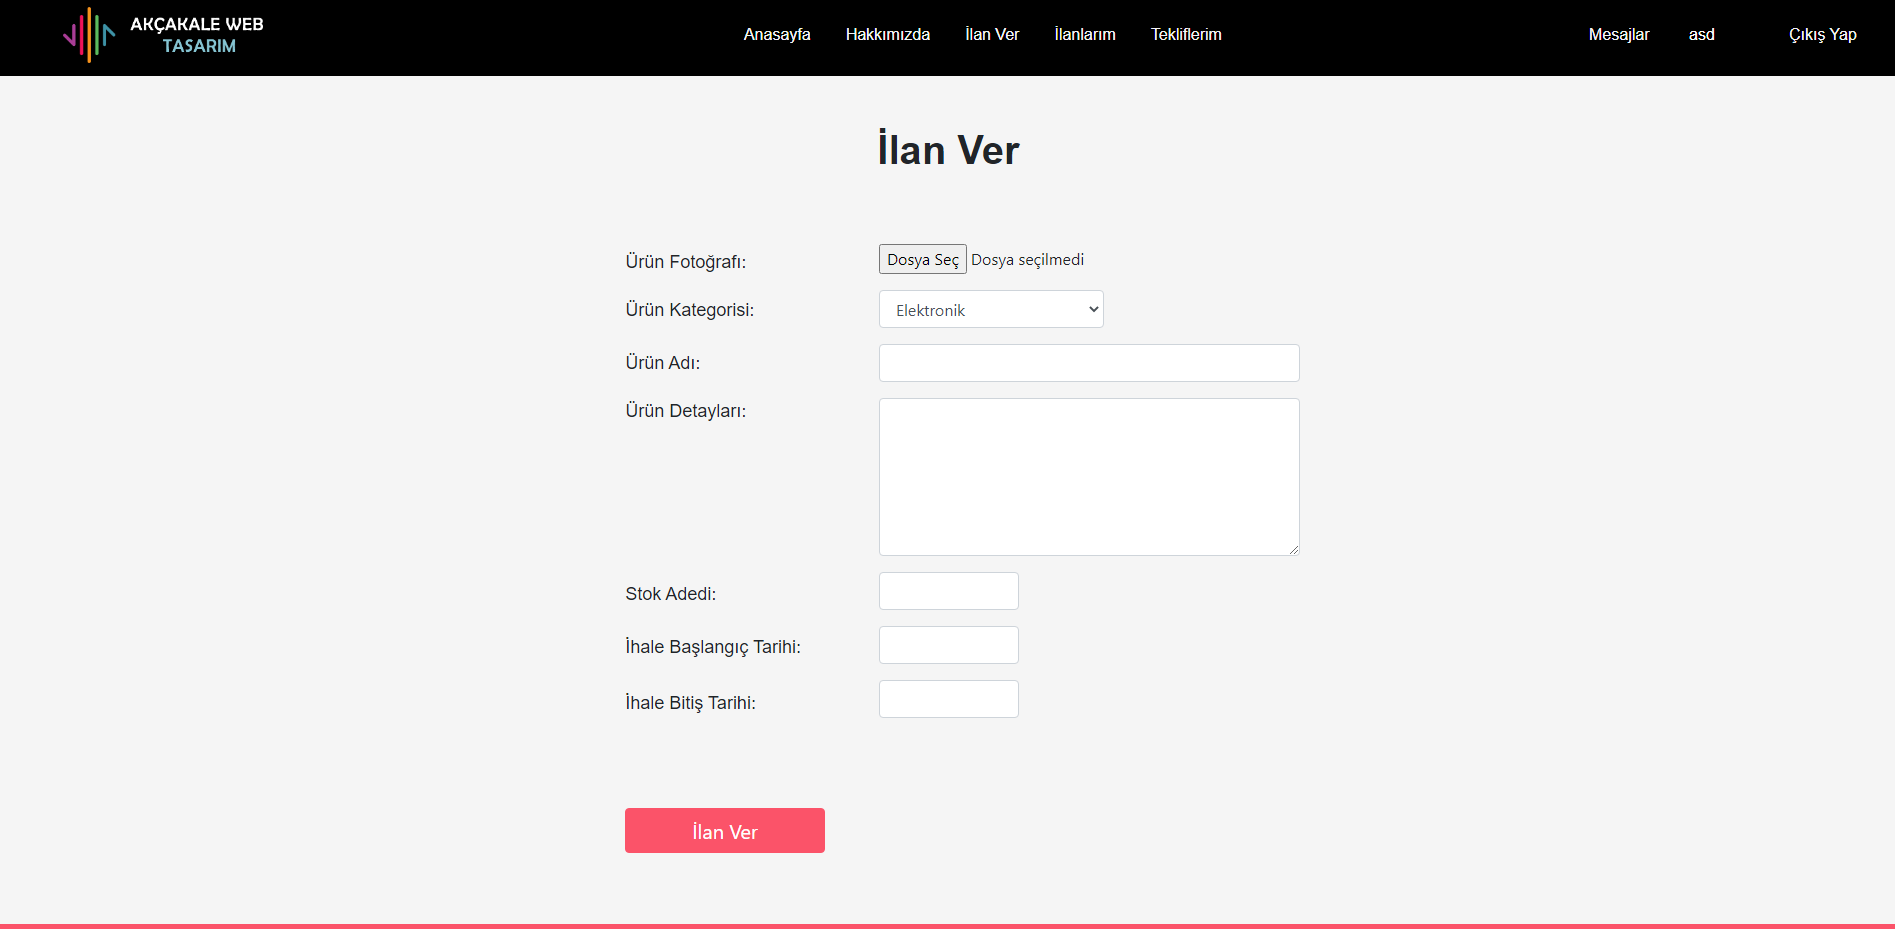 AKÇAKALE WEB
TASARIM
Anasayfa Hakkımızda İlan Ver İlanlarım Tekliflerim Mesajlar asd Çıkış Yap
İlan Ver
Ürün Fotoğrafı: Dosya Seç Dosya seçilmedi
Ürün Kategorisi: Elektronik
Ürün Adı:
Ürün Detayları:
Stok Adedi:
İhale Başlangıç Tarihi:
İhale Bitiş Tarihi:
İlan Ver